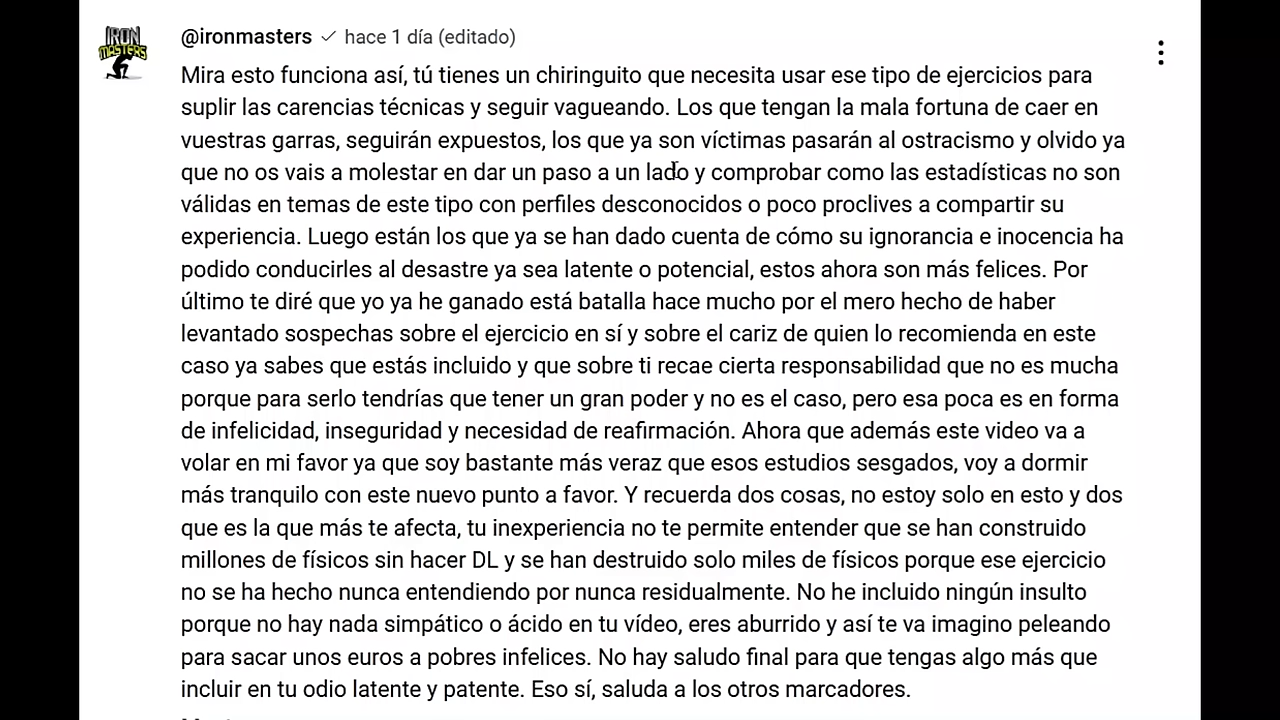 IRON
MASTERS
@ironmasters hace 1 día (editado)
Mira esto funciona así, tú tienes un chiringuito que necesita usar ese tipo de ejercicios para
suplir las carencias técnicas y seguir vagueando. Los que tengan la mala fortuna de caer en
vuestras garras, seguirán expuestos, los que ya son víctimas pasarán al ostracismo y olvido ya
que no os vais a molestar en dar un paso a un lado y comprobar como las estadísticas no son
válidas en temas de este tipo con perfiles desconocidos o poco proclives a compartir su
experiencia. Luego están los que ya se han dado cuenta de cómo su ignorancia e inocencia ha
podido conducirles al desastre ya sea latente o potencial, estos ahora son más felices. Por
último te diré que yo ya he ganado está batalla hace mucho por el mero hecho de haber
levantado sospechas sobre el ejercicio en sí y sobre el cariz de quien lo recomienda en este
caso ya sabes que estás incluido y que sobre ti recae cierta responsabilidad que no es mucha
porque para serlo tendrías que tener un gran poder y no es el caso, pero esa poca es en forma
de infelicidad, inseguridad y necesidad de reafirmación. Ahora que además este video va a
volar en mi favor ya que soy bastante más veraz que esos estudios sesgados, voy a dormir
más tranquilo con este nuevo punto a favor. Y recuerda dos cosas, no estoy solo en esto y dos
que es la que más te afecta, tu inexperiencia no te permite entender que se han construido
millones de físicos sin hacer DL y se han destruido solo miles de físicos porque ese ejercicio
no se ha hecho nunca entendiendo por nunca residualmente. No he incluido ningún insulto
porque no hay nada simpático o ácido en tu vídeo, eres aburrido y así te va imagino peleando
para sacar unos euros a pobres infelices. No hay saludo final para que tengas algo más que
incluir en tu odio latente y patente. Eso sí, saluda a los otros marcadores.